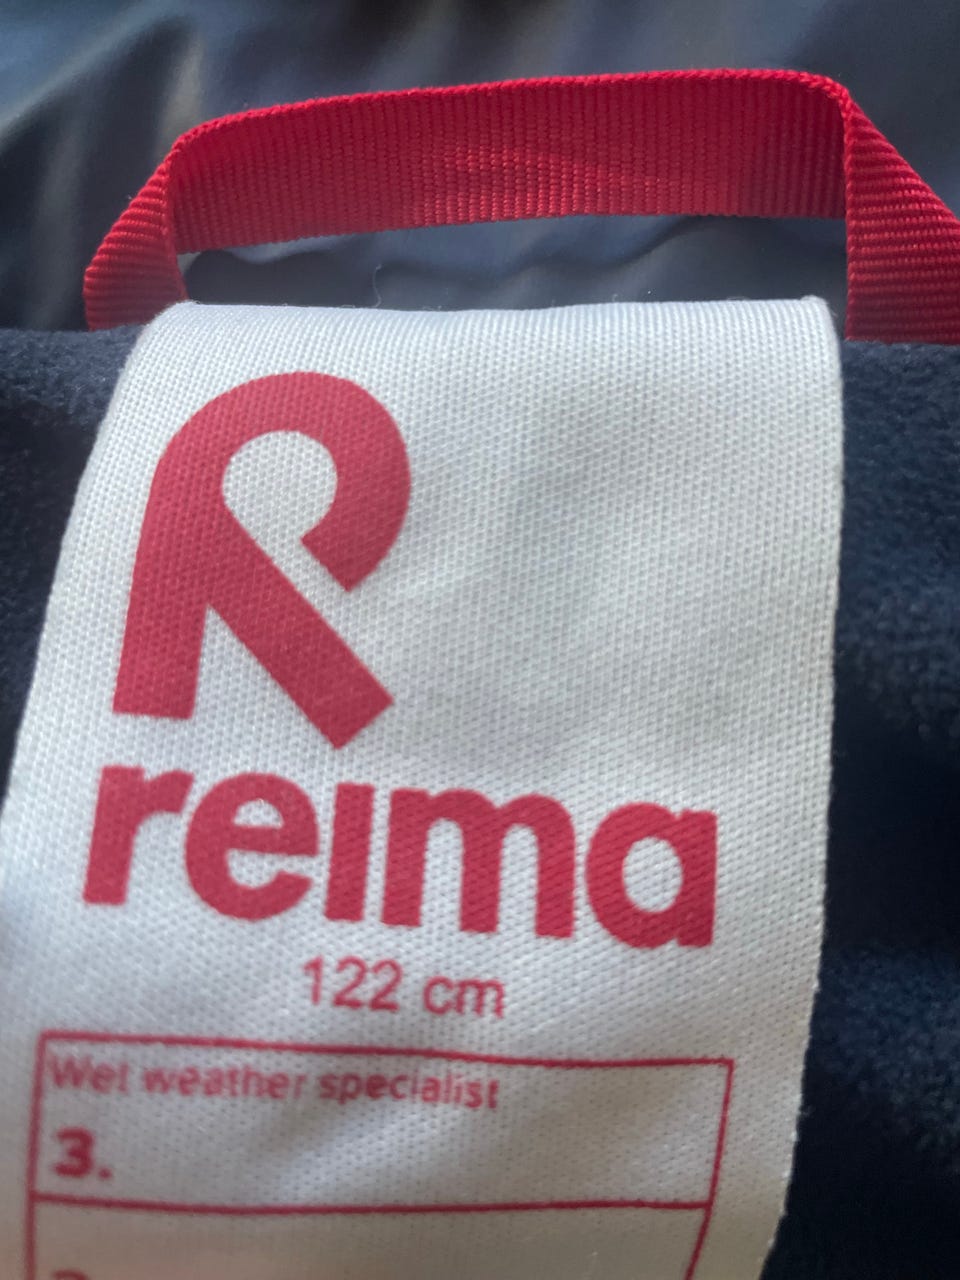 R
reima
122 cm
Wet weather specialist
3.